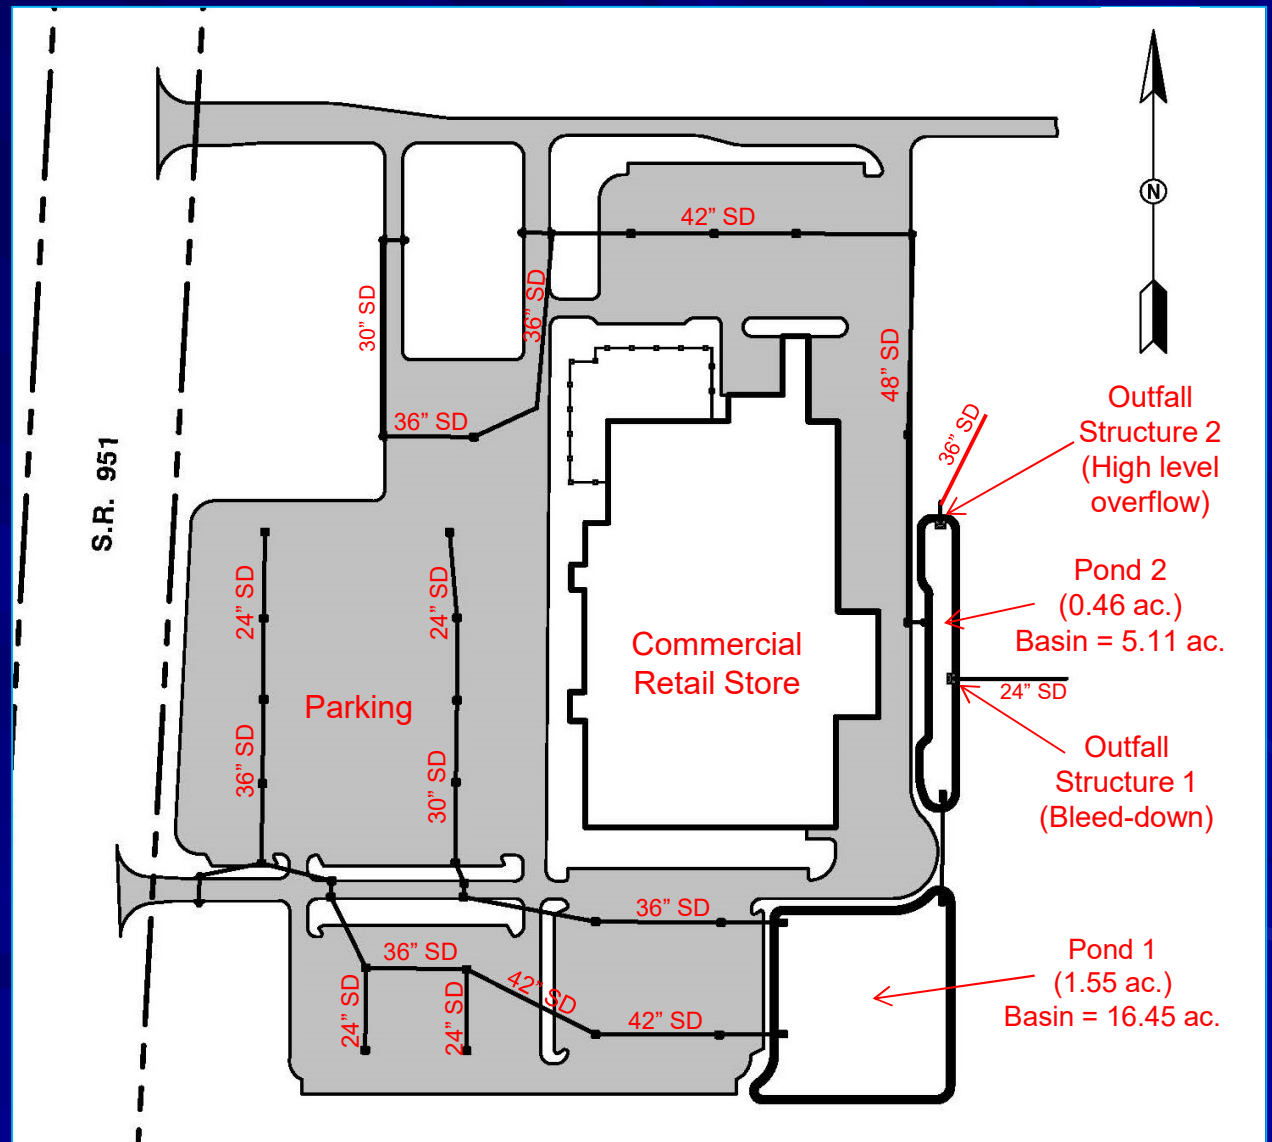 N
42” SD
36” SD
30” SD
48” SD
36” SD
36” SD
Outfall
Structure 2
(High level
overflow)
S.R. 951
Pond 2
(0.46 ac.)
Basin = 5.11 ac.
24” SD
24” SD
Commercial
Retail Store
24” SD
Parking
36” SD
30” SD
Outfall
Structure 1
(Bleed-down)
36” SD
36” SD
42” SD
42” SD
24” SD
24” SD
Pond 1
(1.55 ac.)
Basin = 16.45 ac.